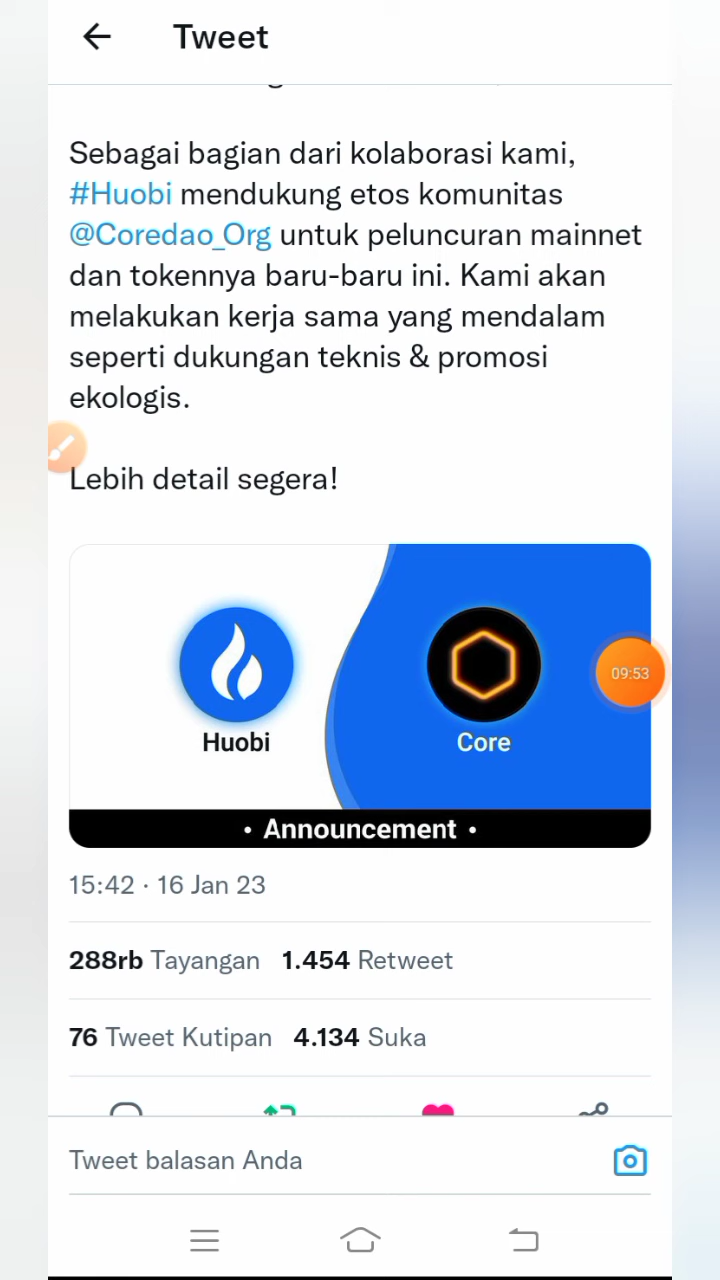 Tweet
Sebagai bagian dari kolaborasi kami,
#Huobi mendukung etos komunitas
@Coredao_Org untuk peluncuran mainnet
dan tokennya baru-baru ini. Kami akan
melakukan kerja sama yang mendalam
seperti dukungan teknis & promosi
ekologis.
Lebih detail segera!
Huobi
Core
09:53
• Announcement •
15:42 · 16 Jan 23
288rb Tayangan 1.454 Retweet
76 Tweet Kutipan 4.134 Suka
Tweet balasan Anda